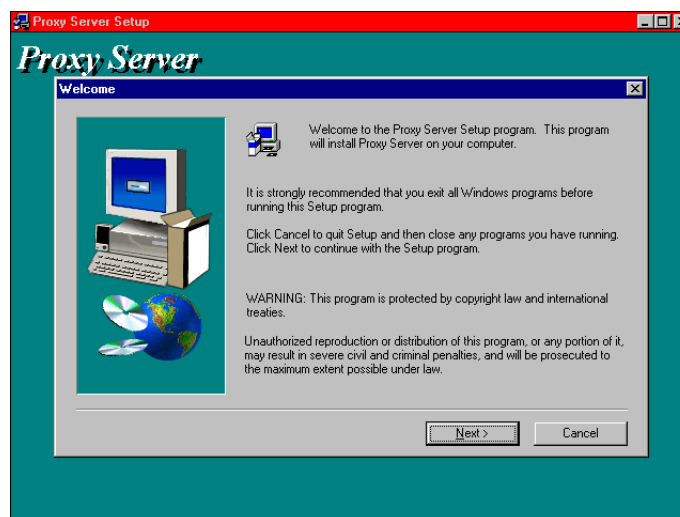 Proxy Server Setup
Proxy Server
Welcome
Welcome to the Proxy Server Setup program.  This program
will install Proxy Server on your computer.
It is strongly recommended that you exit all Windows programs before
running this Setup program.
Click Cancel to quit Setup and then close any programs you have running.
Click Next to continue with the Setup program.
WARNING: This program is protected by copyright law and international
treaties.
Unauthorized reproduction or distribution of this program, or any portion of it,
may result in severe civil and criminal penalties, and will be prosecuted to
the maximum extent possible under law.
Next >
Cancel